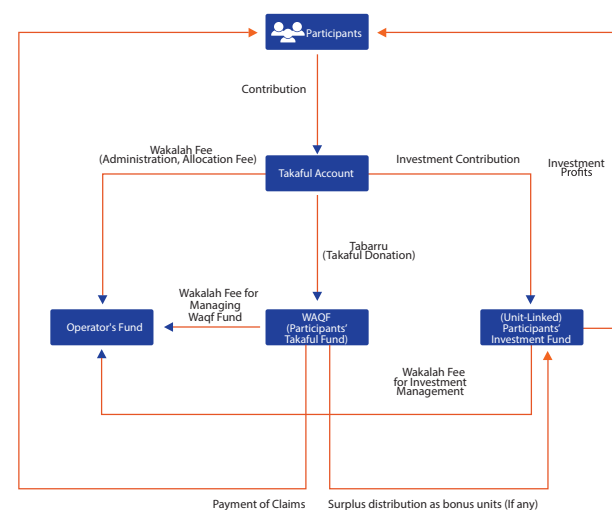 Participants
Contribution
Wakalah Fee
(Administration, Allocation Fee)
Investment Contribution
Investment
Profits
Takaful Account
Tabarru
(Takaful Donation)
Wakalah Fee for
Managing
Waqf Fund
Operator's Fund
WAQF
(Participants'
Takaful Fund)
(Unit-Linked)
Participants'
Investment Fund
Wakalah Fee
for Investment
Management
Payment of Claims
Surplus distribution as bonus units (If any)